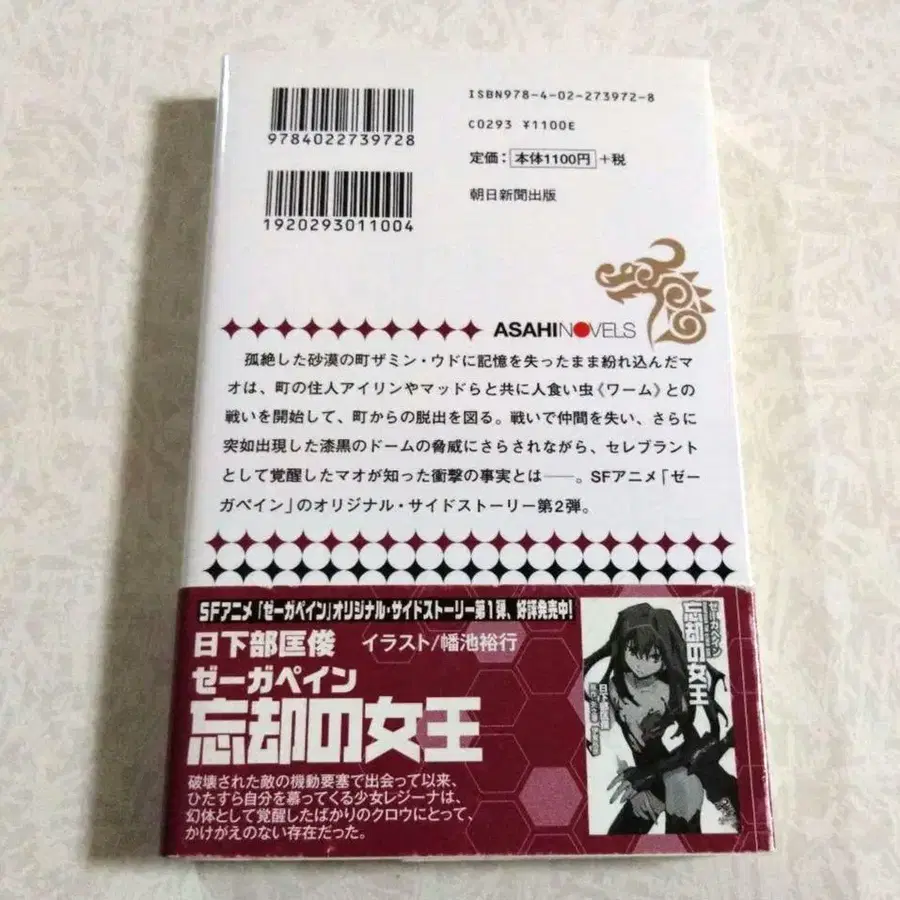 ISBN978-4-02-273972-8
9784022739728
C0293 ¥1100E
定価：本体1100円＋税
1920293011004
朝日新聞出版
ASAHINOVELS
孤絶した砂漠の町ザミン・ウドに記憶を失ったまま紛れ込んだマ
オは、町の住人アイリンやマッドらと共に人食い虫《ワーム》との
戦いを開始して、町からの脱出を図る。戦いで仲間を失い、さらに
突如出現した漆黒のドームの脅威にさらされながら、セレブラント
として覚醒したマオが知った衝撃の事実とは――。SFアニメ「ゼー
ガペイン」のオリジナル・サイドストーリー第2弾。
SFアニメ「ゼーガペイン」オリジナル・サイドストーリー第1弾、好評発売中!
日下部匡俊 イラスト/幡池裕行
ゼーガペイン
忘却の女王
破壊された敵の機動要塞で出会って以来、
ひたすら自分を慕ってくる少女レジーナは、
幻体として覚醒したばかりのクロウにとって、
かけがえのない存在だった。
ゼーガペイン
忘却の女王
日下部匡俊